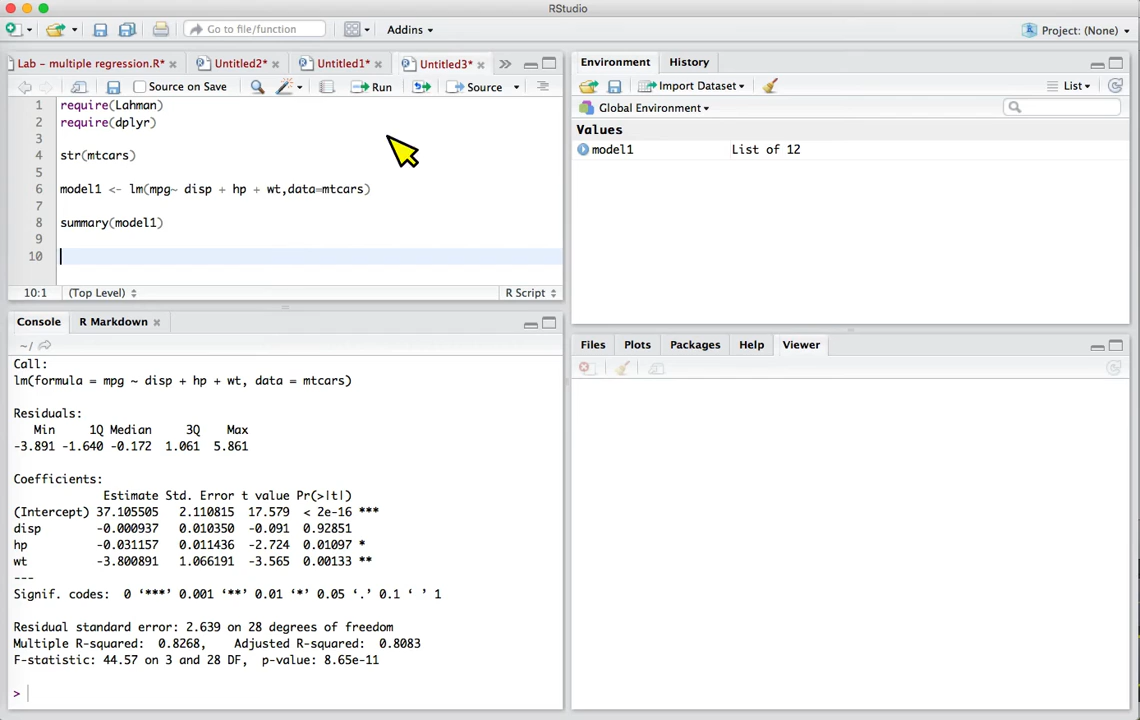 RStudio
Go to file/function
Addins
Project: (None)
Lab - multiple regression.R*
Untitled2*
Untitled1*
Untitled3*
Source on Save
Run
Source
1 require(Lahman)
2 require(dplyr)
3
4 str(mtcars)
5
6 model1 <- lm(mpg~ disp + hp + wt,data=mtcars)
7
8 summary(model1)
9
10
10:1 (Top Level) R Script
Console R Markdown
~/
Call:
lm(formula = mpg ~ disp + hp + wt, data = mtcars)
Residuals:
Min 1Q Median 3Q Max
-3.891 -1.640 -0.172 1.061 5.861
Coefficients:
Estimate Std. Error t value Pr(>|t|)
(Intercept) 37.105505 2.110815 17.579 < 2e-16 ***
disp -0.000937 0.010350 -0.091 0.92851
hp -0.031157 0.011436 -2.724 0.01097 *
wt -3.800891 1.066191 -3.565 0.00133 **
---
Signif. codes: 0 ‘***’ 0.001 ‘**’ 0.01 ‘*’ 0.05 ‘.’ 0.1 ‘ ’ 1
Residual standard error: 2.639 on 28 degrees of freedom
Multiple R-squared: 0.8268, Adjusted R-squared: 0.8083
F-statistic: 44.57 on 3 and 28 DF, p-value: 8.65e-11
>
Environment History
Import Dataset List
Global Environment
Values
model1 List of 12
Files Plots Packages Help Viewer